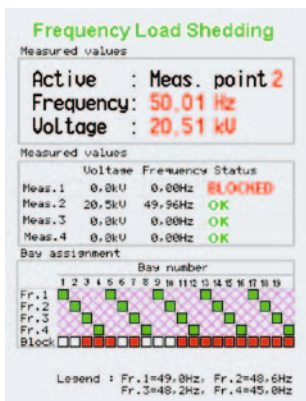 Frequency Load Shedding
Measured values
Active : Meas. point 2
Frequency: 50.01 Hz
Voltage : 20.51 kV
Measured values
Voltage Frequency Status
Meas.1 0,0kV 0,00Hz BLOCKED
Meas.2 20,5kV 49,96Hz OK
Meas.3 0,0kV 0,00Hz OK
Meas.4 0,0kV 0,00Hz OK
Bay assignment
Bay number
1 2 3 4 5 6 7 8 9 10 11 12 13 14 15 16 17 18 19
Fr.1
Fr.2
Fr.3
Fr.4
Block
Legend : Fr.1=49,0Hz, Fr.2=48,6Hz
Fr.3=48,2Hz, Fr.4=45,0Hz